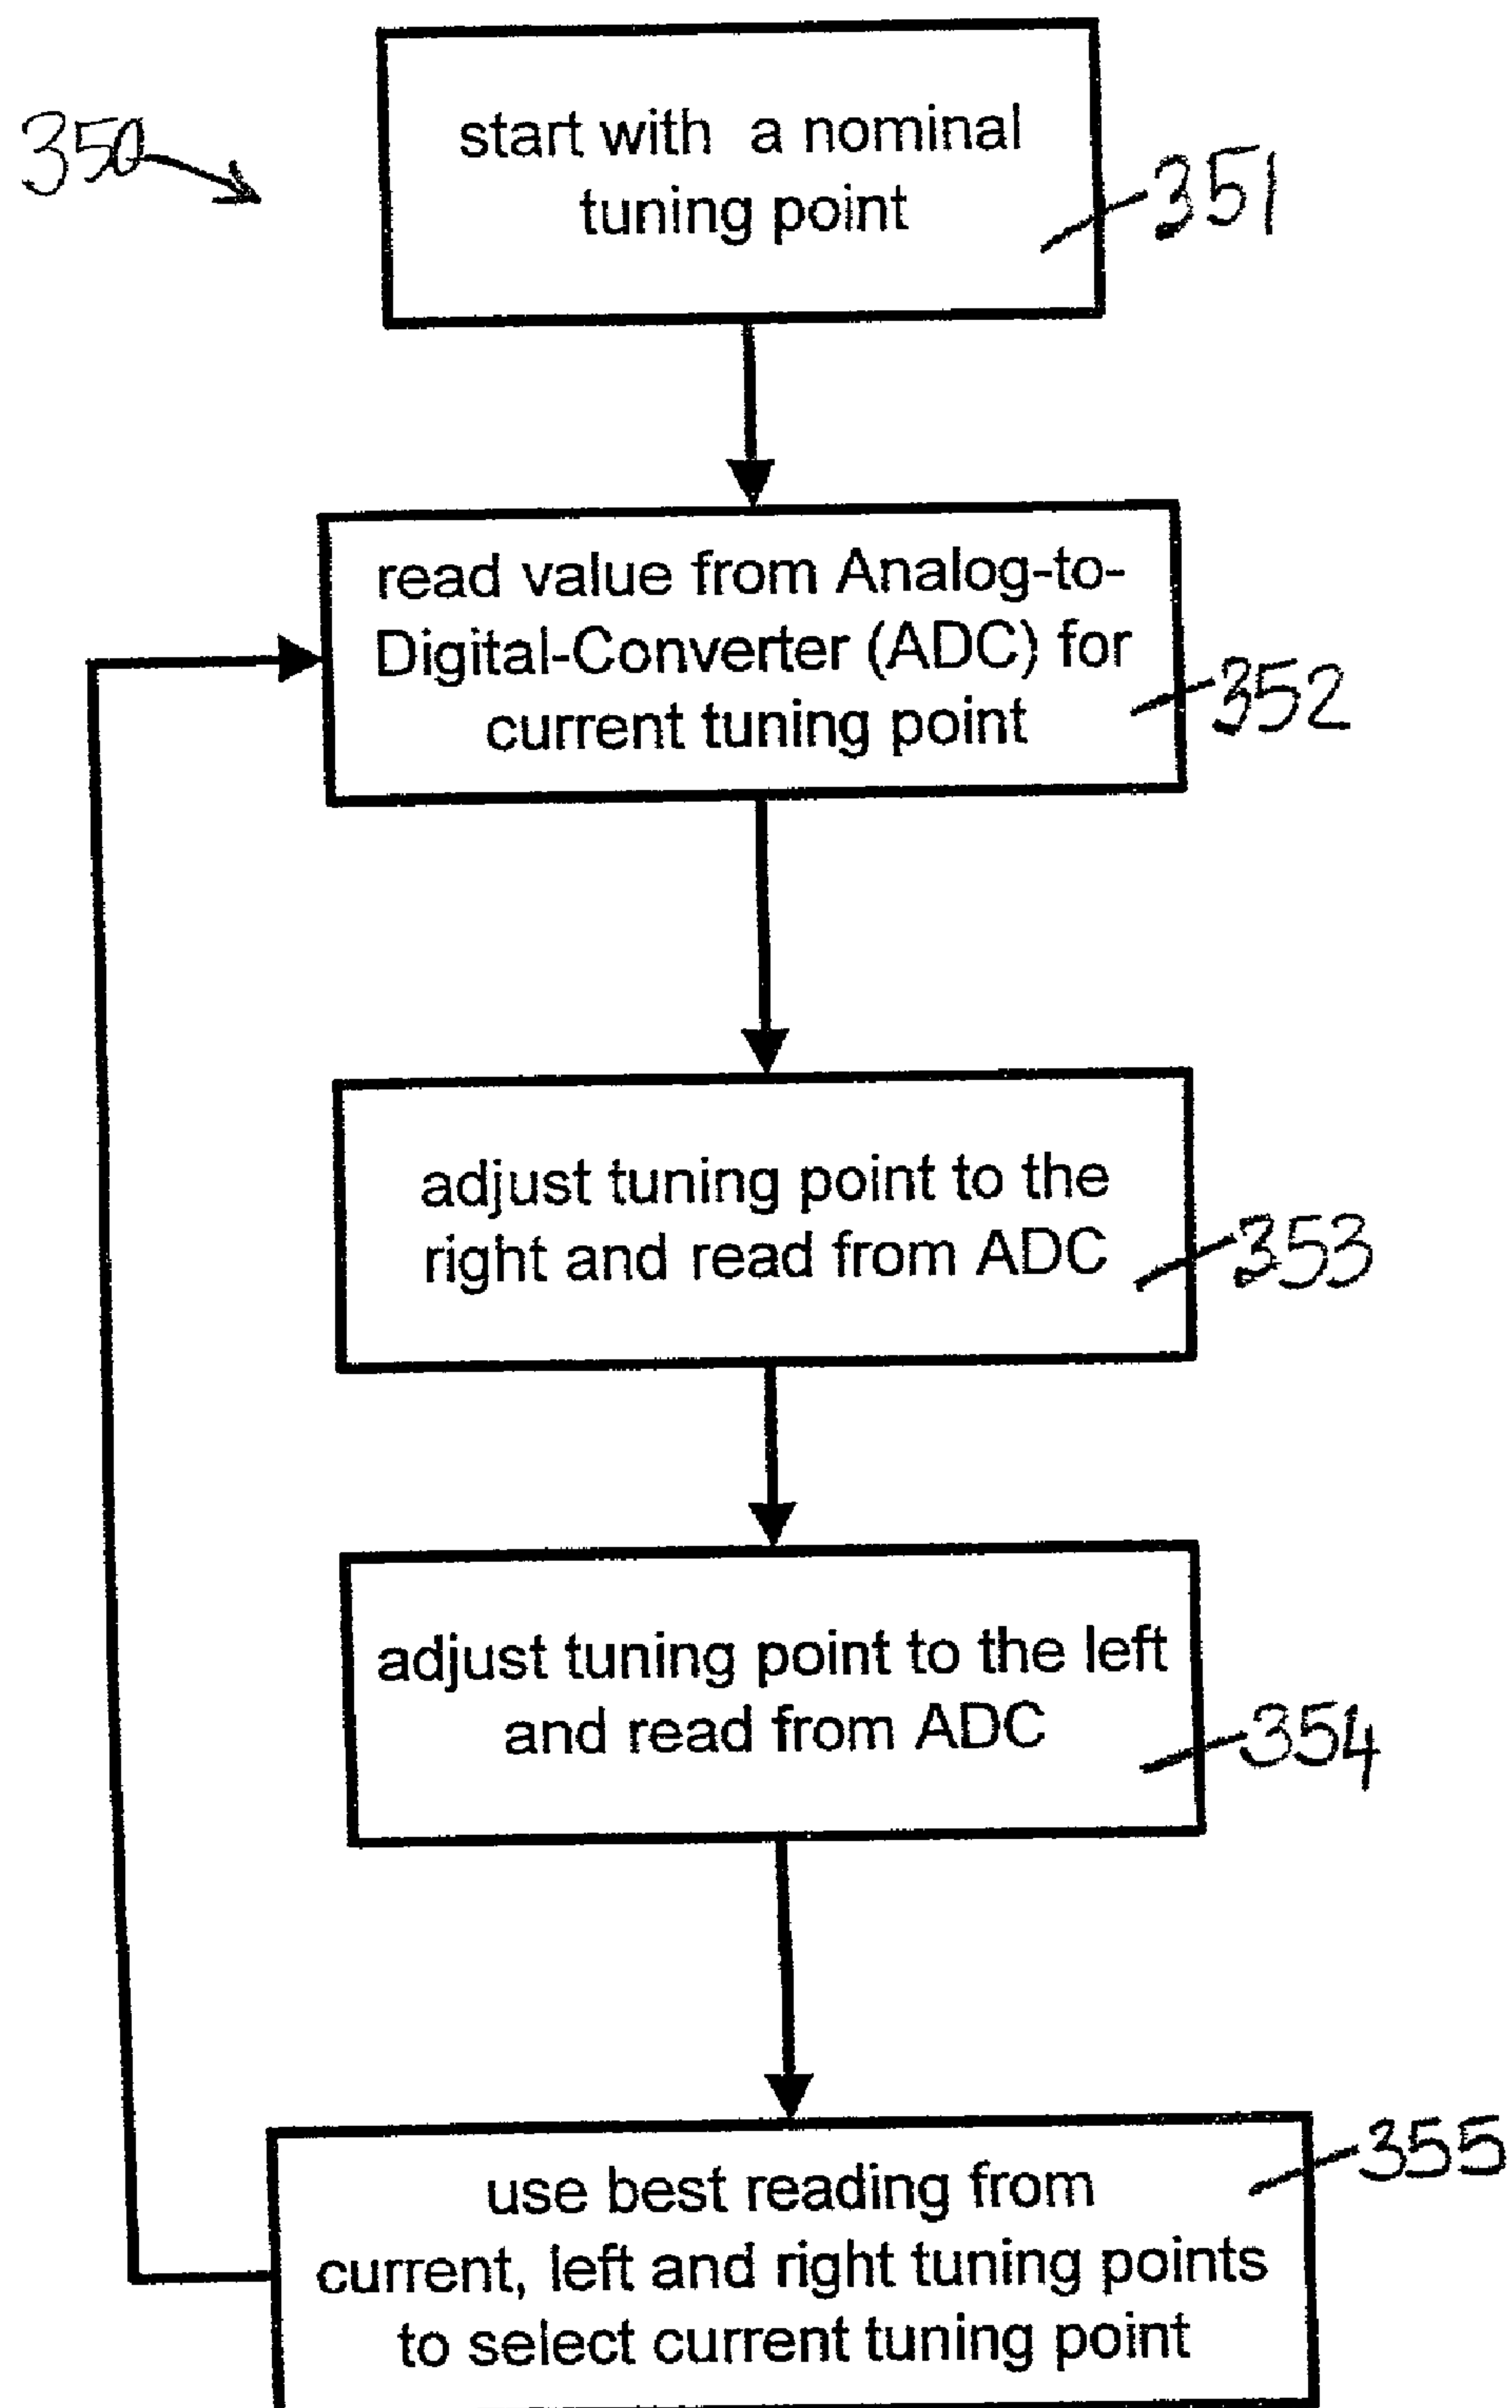 350
start with a nominal
tuning point
351
read value from Analog-to-
Digital-Converter (ADC) for
current tuning point
352
adjust tuning point to the
right and read from ADC
353
adjust tuning point to the left
and read from ADC
354
355
use best reading from
current, left and right tuning points
to select current tuning point